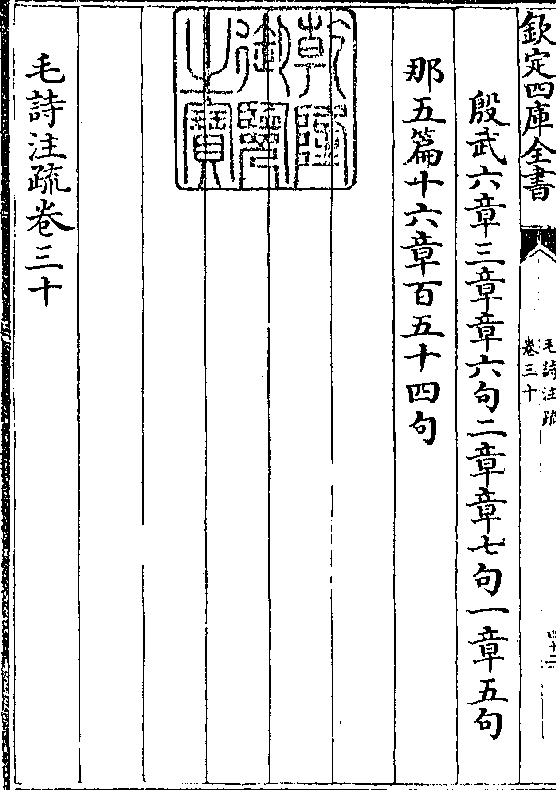 欽定四庫全書
毛詩注疏
卷三十
殷武六章三章章六句二章章七句一章五句
那五篇十六章百五十四句
乾隆御覽之寶
毛詩注疏卷三十